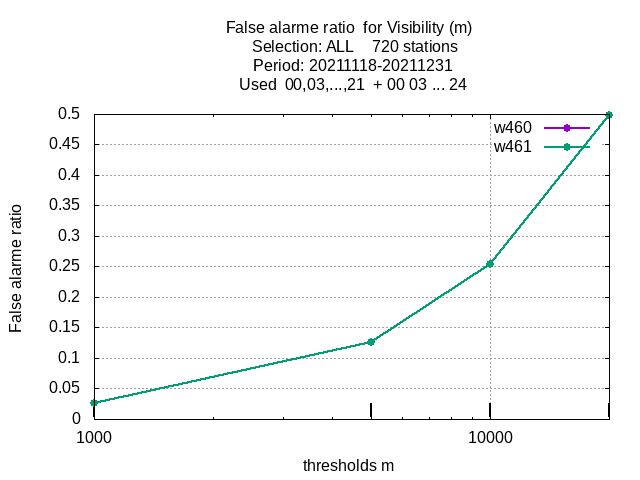 False alarme ratio  for Visibility (m)
Selection: ALL    720 stations
Period: 20211118-20211231
Used  00,03,...,21  + 00 03 ... 24
0.5
w460
w461
0.45
0.4
0.35
0.3
0.25
0.2
0.15
0.1
0.05
0
False alarme ratio
1000
10000
thresholds m